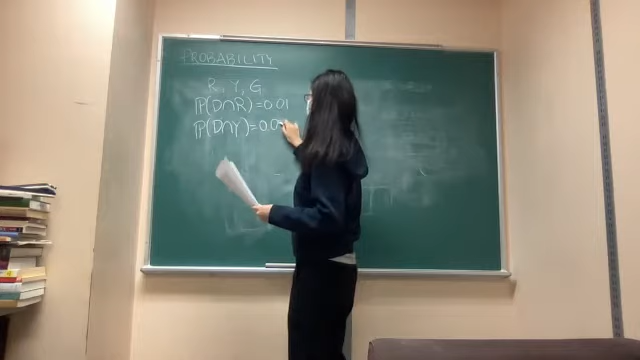 PROBABILITY
R, Y, G
P(D∩R)=0.01
P(D∩Y)=0.0